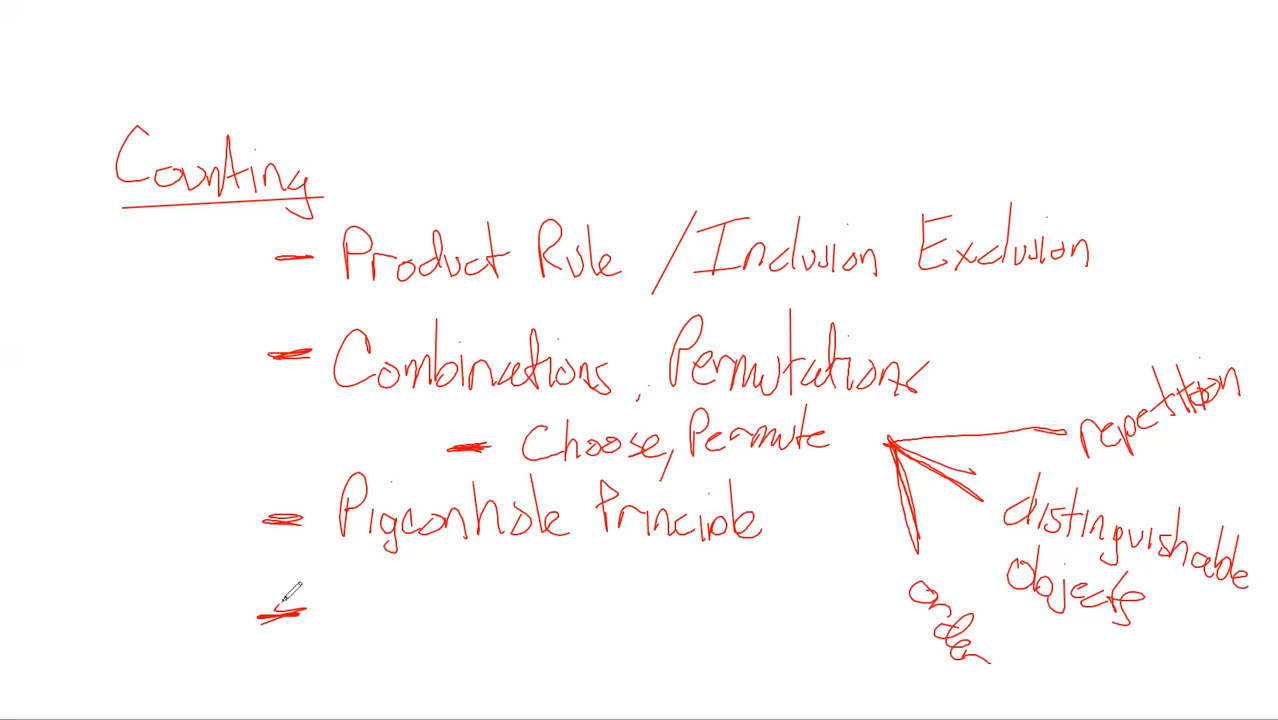 Counting
- Product Rule / Inclusion Exclusion
- Combinations, Permutations
- Choose, Permute
repetition
- Pigeonhole Principle
distinguishable
objects
order
-